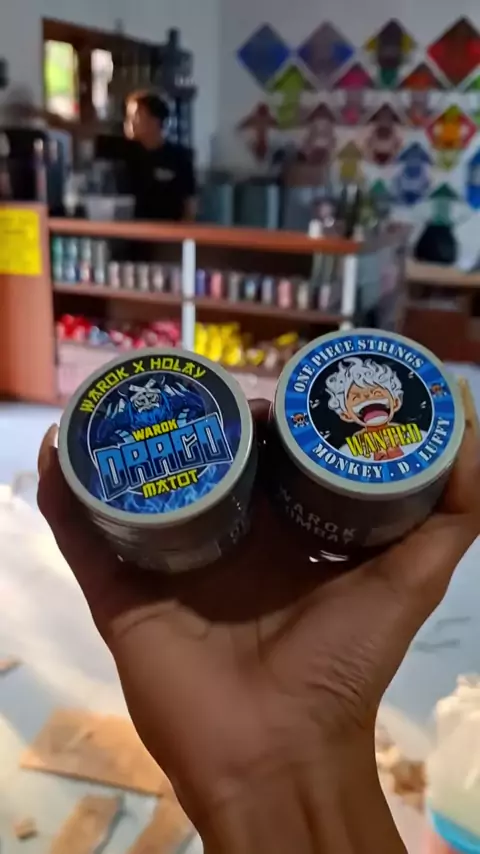 WAROK X HOLAY
WAROK
DRACO
MATOT
ONE PIECE STRINGS
WANTED
MONKEY . D . LUFFY
WAROK